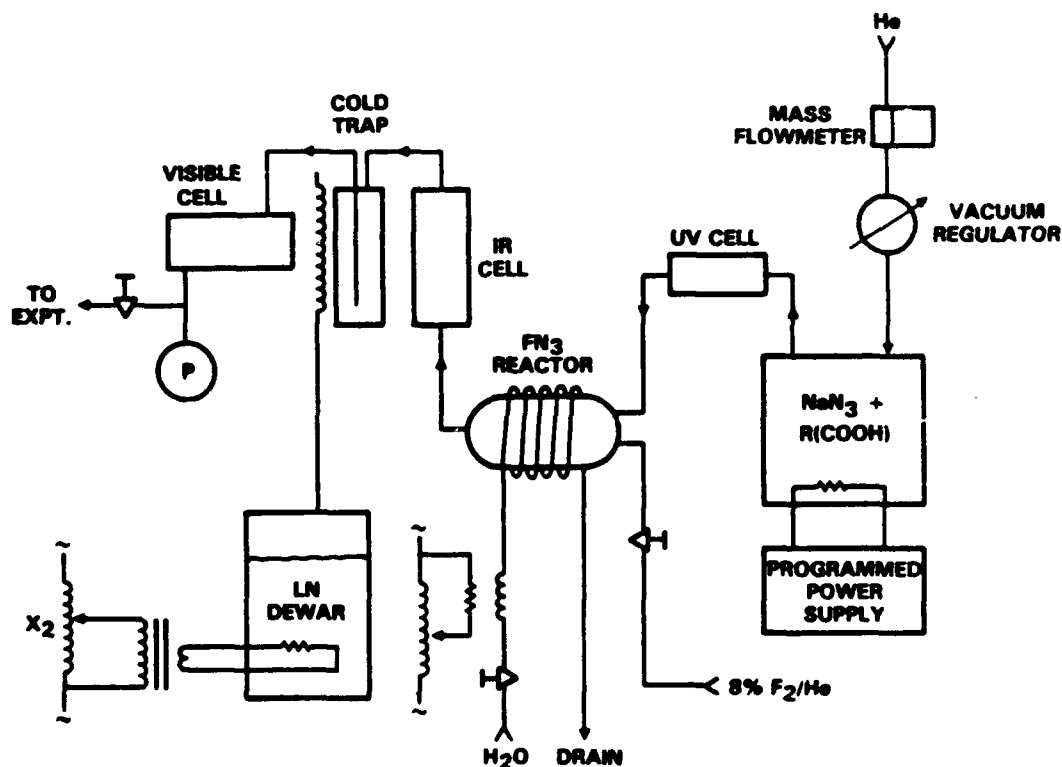 He
MASS
FLOWMETER
VACUUM
REGULATOR
COLD
TRAP
VISIBLE
CELL
IR
CELL
UV CELL
TO
EXPT.
P
FN3
REACTOR
NaN3 +
R(COOH)
PROGRAMMED
POWER
SUPPLY
~
~
X2
LN
DEWAR
~
~
8% F2/He
H2O
DRAIN